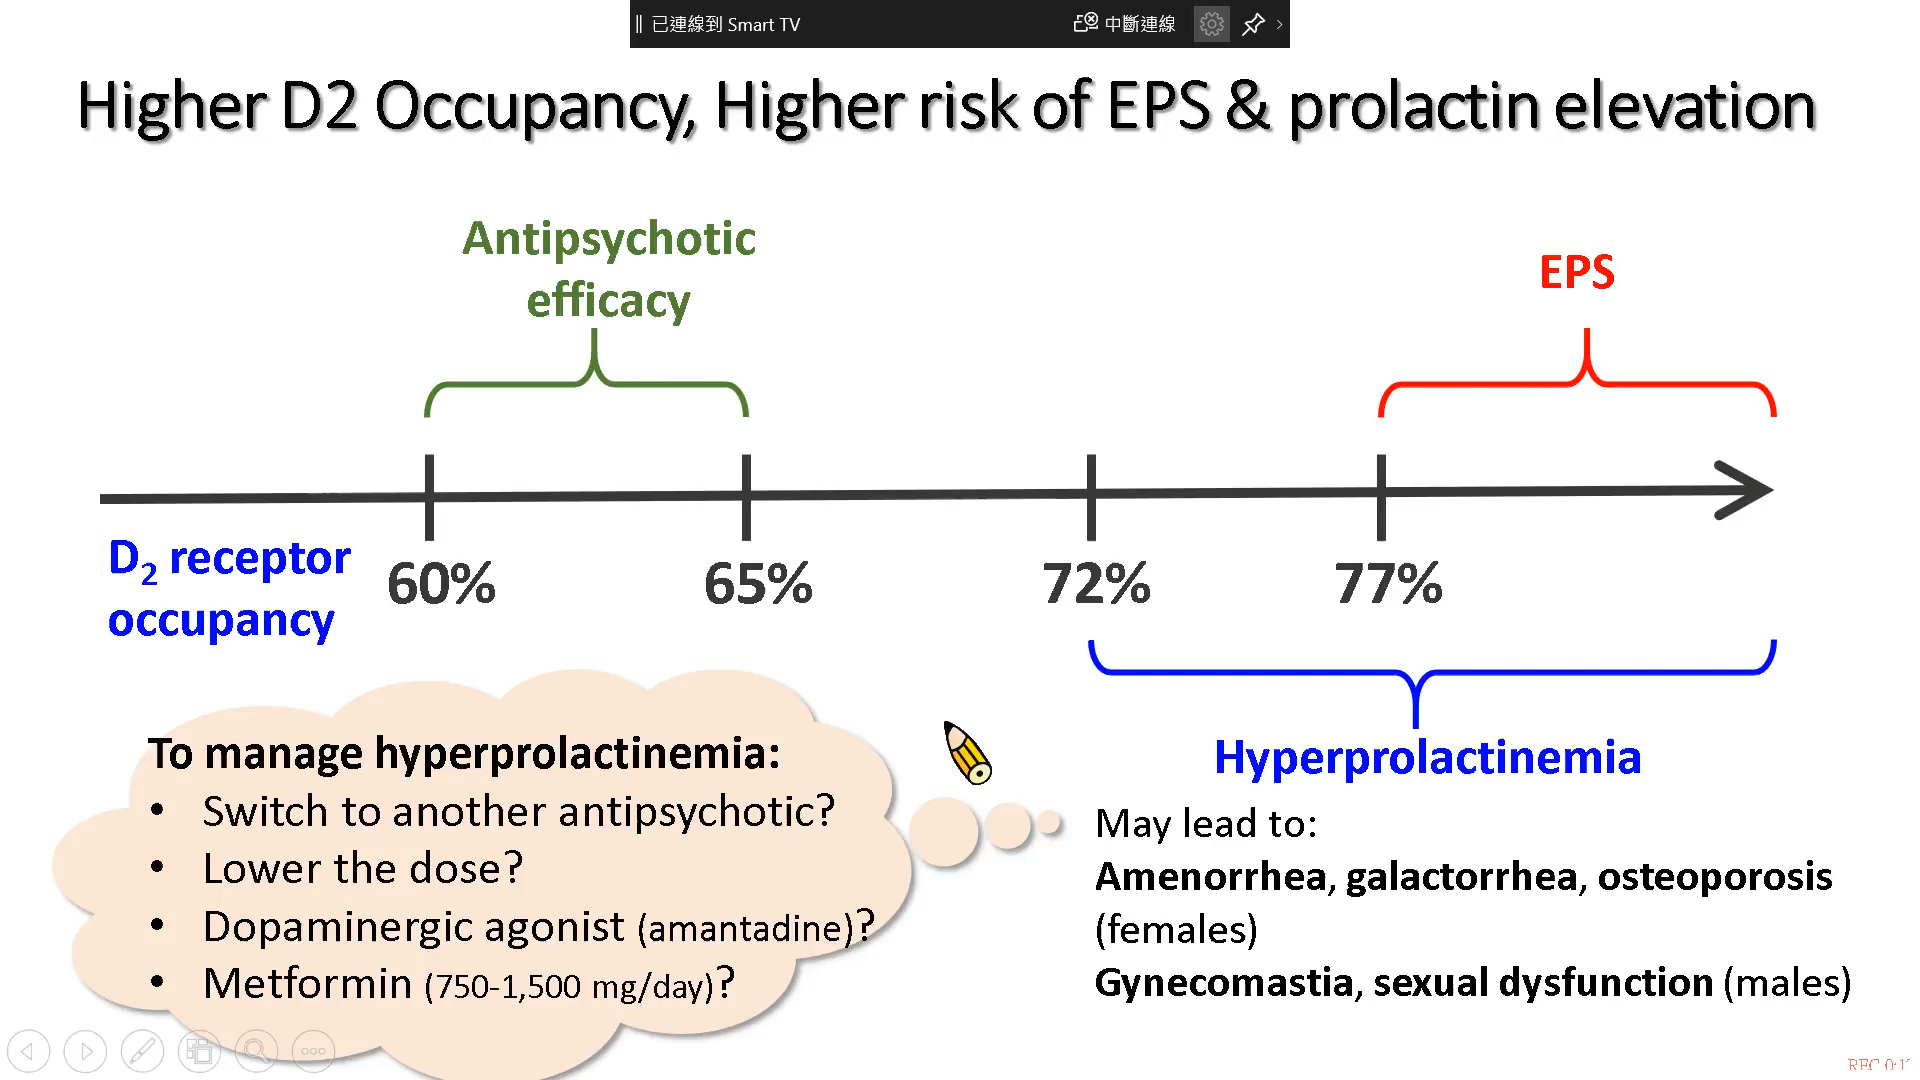 已連線到 Smart TV
中斷連線
Higher D2 Occupancy, Higher risk of EPS & prolactin elevation
Antipsychotic
efficacy
EPS
D2 receptor
occupancy
60%
65%
72%
77%
To manage hyperprolactinemia:
• Switch to another antipsychotic?
• Lower the dose?
• Dopaminergic agonist (amantadine)?
• Metformin (750-1,500 mg/day)?
Hyperprolactinemia
May lead to:
Amenorrhea, galactorrhea, osteoporosis
(females)
Gynecomastia, sexual dysfunction (males)